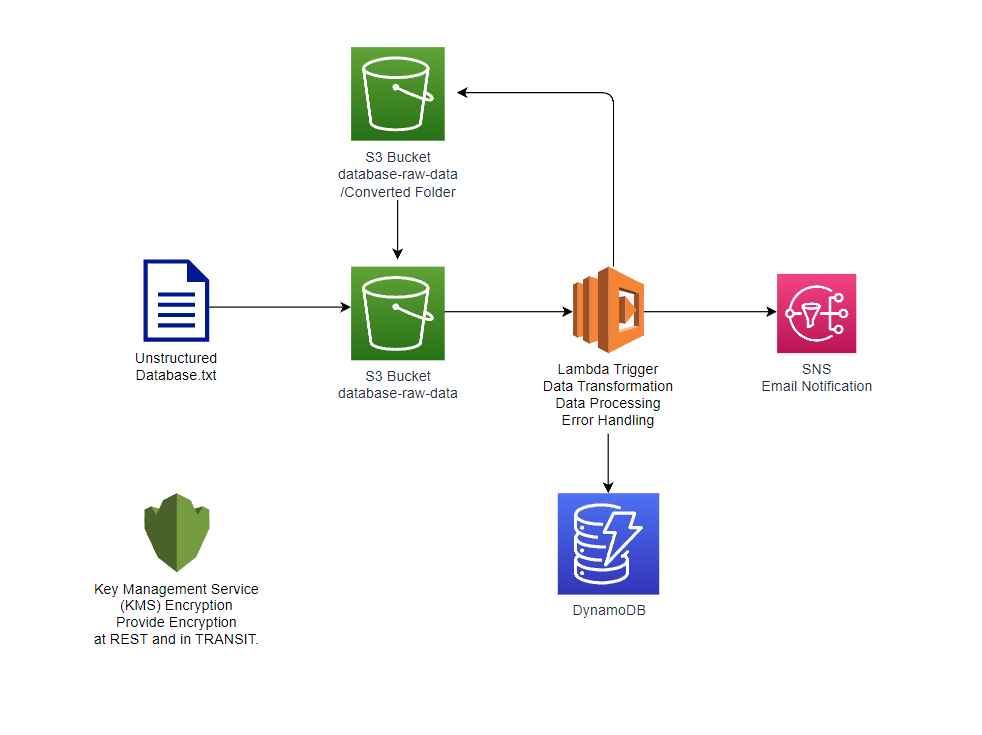 S3 Bucket
database-raw-data
/Converted Folder
Unstructured
Database.txt
S3 Bucket
database-raw-data
Lambda Trigger
Data Transformation
Data Processing
Error Handling
SNS
Email Notification
Key Management Service
(KMS) Encryption
Provide Encryption
at REST and in TRANSIT.
DynamoDB